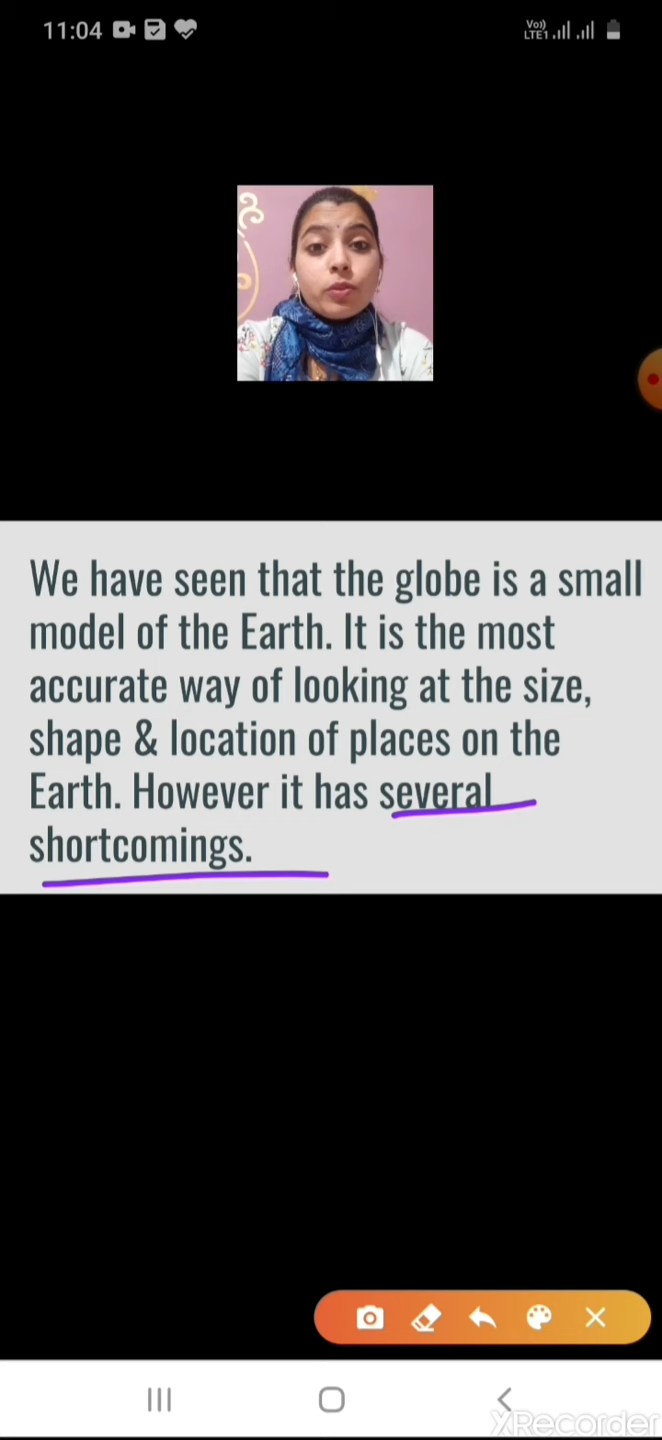 11:04
Vo))
LTE1
We have seen that the globe is a small
model of the Earth. It is the most
accurate way of looking at the size,
shape & location of places on the
Earth. However it has several
shortcomings.
XRecorder